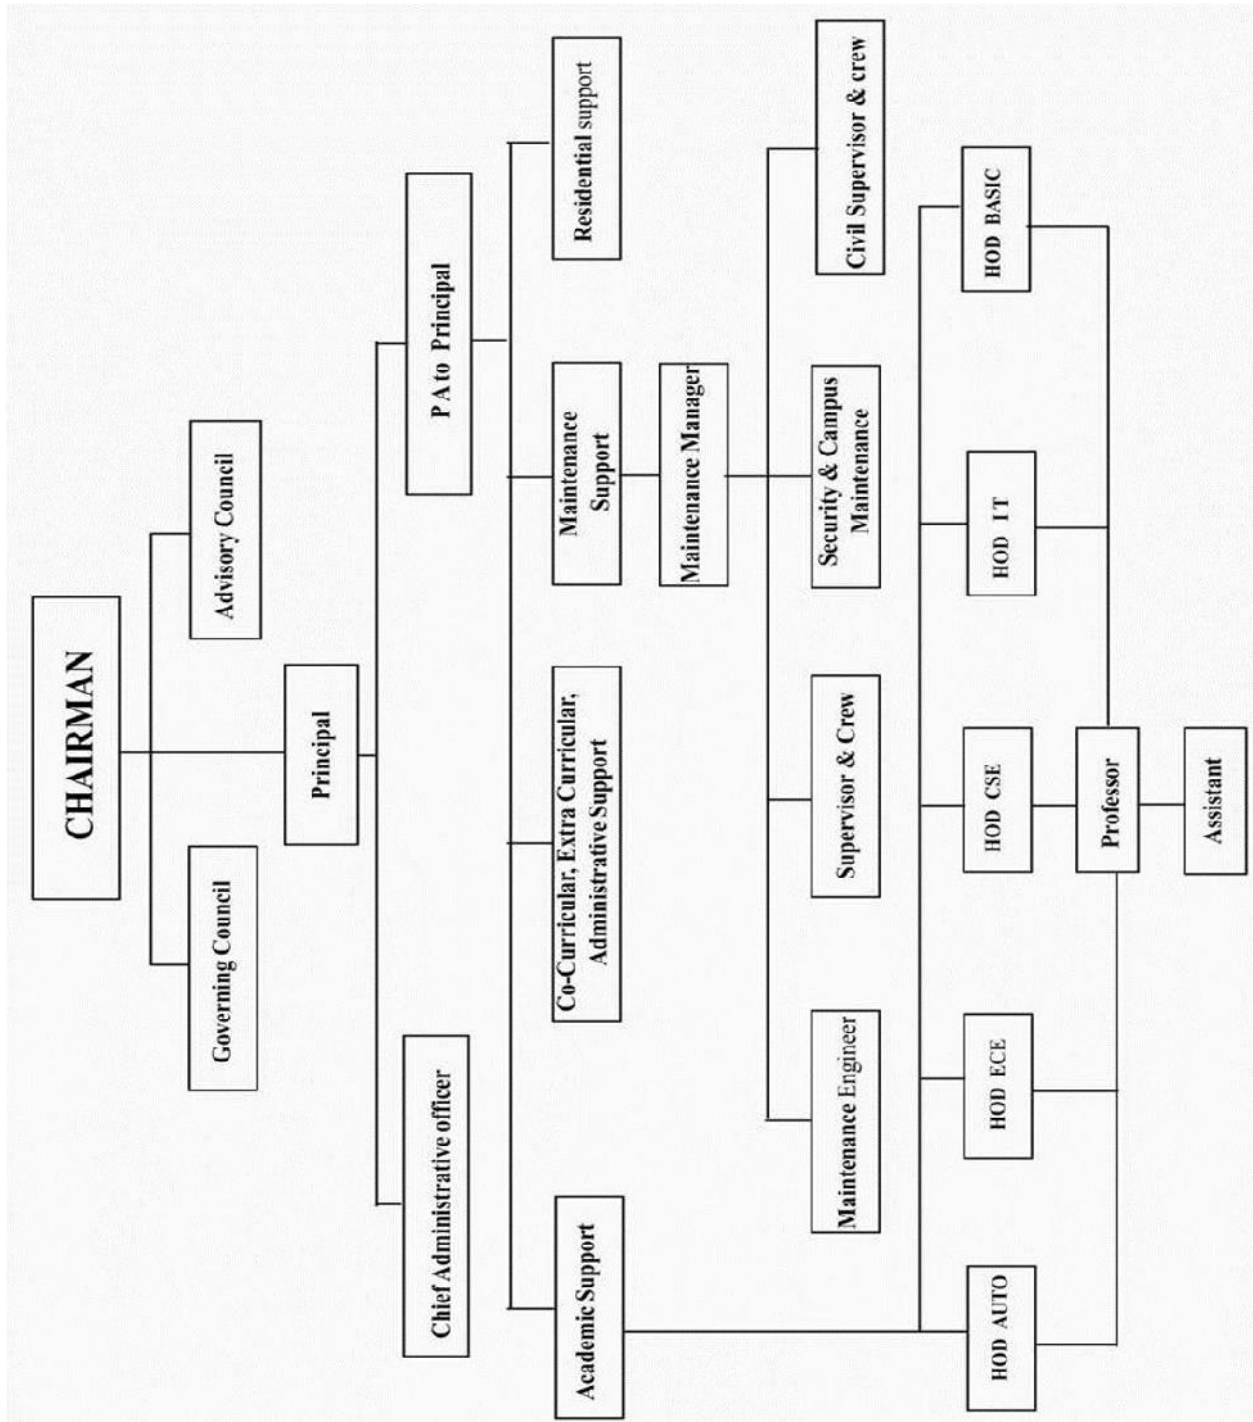 CHAIRMAN
Governing Council
Advisory Council
Principal
Chief Administrative officer
P A to Principal
Academic Support
Co-Curricular, Extra Curricular,
Administrative Support
Maintenance
Support
Residential support
Maintenance Manager
Maintenance Engineer
Supervisor & Crew
Security & Campus
Maintenance
Civil Supervisor & crew
HOD AUTO
HOD ECE
HOD CSE
HOD IT
HOD BASIC
Professor
Assistant